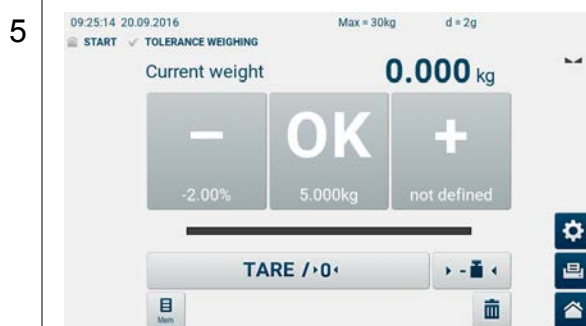 5
09:25:14 20.09.2016 Max = 30kg d = 2g
START TOLERANCE WEIGHING
Current weight 0.000 kg
− OK +
-2.00% 5.000kg not defined
TARE / 0
-
Mem